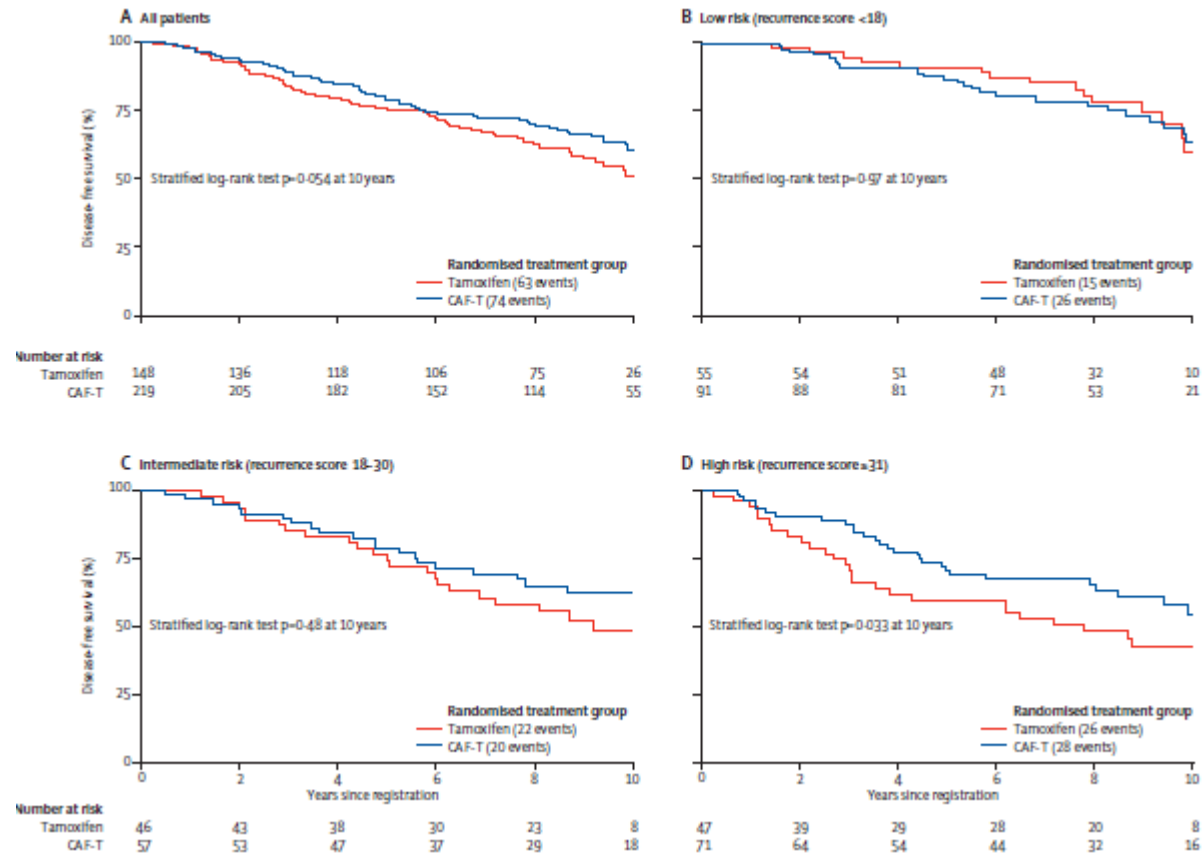 A All patients
100
75
50
25
0
Disease-free survival (%)
Stratified log-rank test p=0·054 at 10 years
Randomised treatment group
Tamoxifen (63 events)
CAF-T (74 events)
Number at risk
Tamoxifen 148 136 118 106 75 26
CAF-T 219 205 182 152 114 55
B Low risk (recurrence score <18)
Stratified log-rank test p=0·97 at 10 years
Randomised treatment group
Tamoxifen (15 events)
CAF-T (26 events)
55 54 51 48 32 10
91 88 81 71 53 21
C Intermediate risk (recurrence score 18–30)
100
75
50
25
0
Disease-free survival (%)
Stratified log-rank test p=0·48 at 10 years
Randomised treatment group
Tamoxifen (22 events)
CAF-T (20 events)
0 2 4 6 8 10
Years since registration
Number at risk
Tamoxifen 46 43 38 30 23 8
CAF-T 57 53 47 37 29 18
D High risk (recurrence score ≥31)
Stratified log-rank test p=0·033 at 10 years
Randomised treatment group
Tamoxifen (26 events)
CAF-T (28 events)
0 2 4 6 8 10
Years since registration
47 39 29 28 20 8
71 64 54 44 32 16